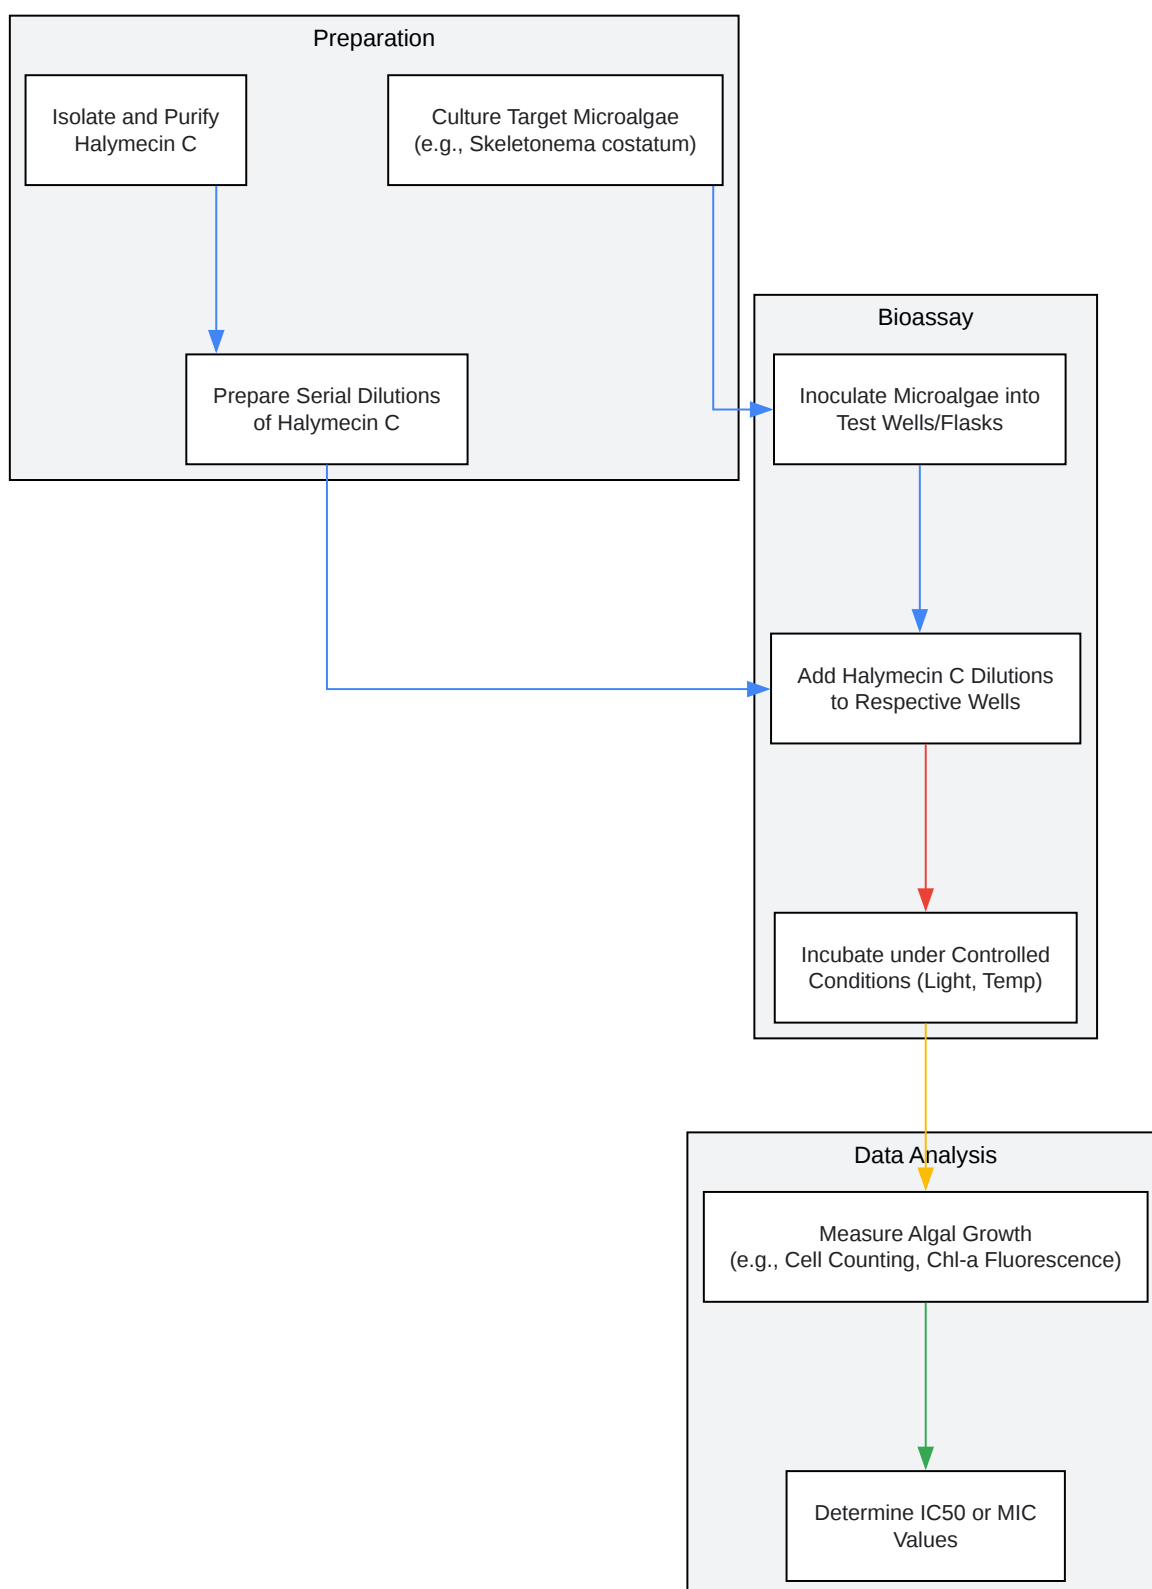 Preparation
Isolate and Purify
Halymecin C
Culture Target Microalgae
(e.g., Skeletonema costatum)
Prepare Serial Dilutions
of Halymecin C
Bioassay
Inoculate Microalgae into
Test Wells/Flasks
Add Halymecin C Dilutions
to Respective Wells
Incubate under Controlled
Conditions (Light, Temp)
Data Analysis
Measure Algal Growth
(e.g., Cell Counting, Chl-a Fluorescence)
Determine IC50 or MIC
Values